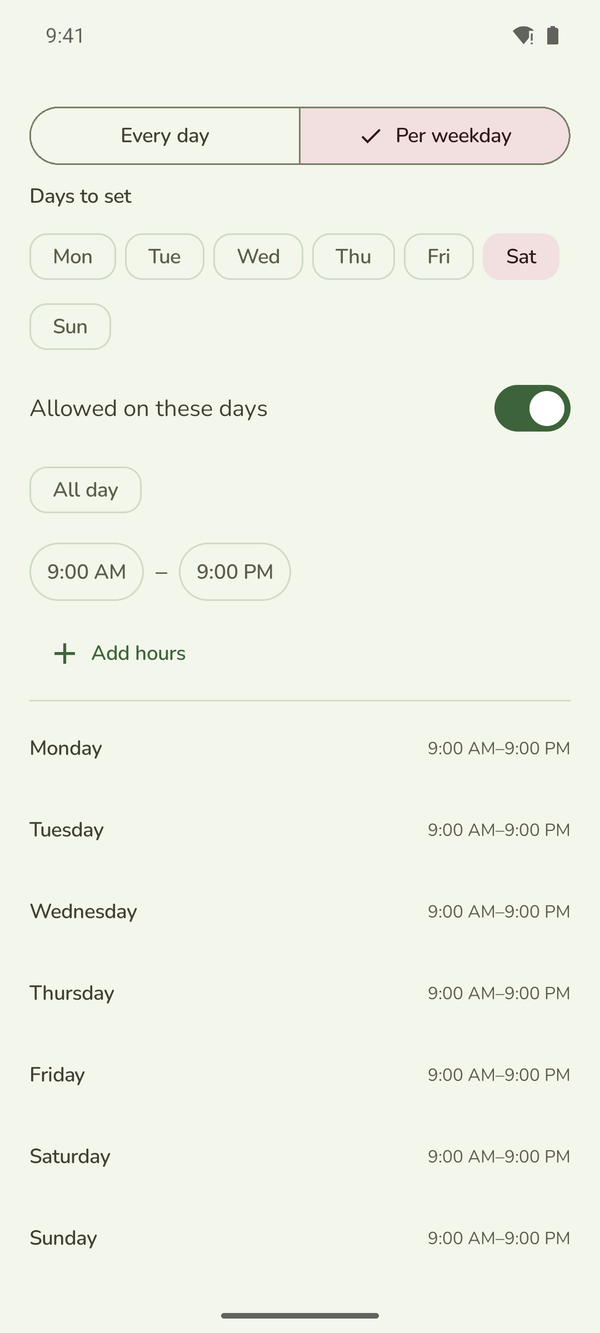 9:41
Every day Per weekday
Days to set
Mon Tue Wed Thu Fri Sat
Sun
Allowed on these days
All day
9:00 AM – 9:00 PM
Add hours
Monday 9:00 AM–9:00 PM
Tuesday 9:00 AM–9:00 PM
Wednesday 9:00 AM–9:00 PM
Thursday 9:00 AM–9:00 PM
Friday 9:00 AM–9:00 PM
Saturday 9:00 AM–9:00 PM
Sunday 9:00 AM–9:00 PM